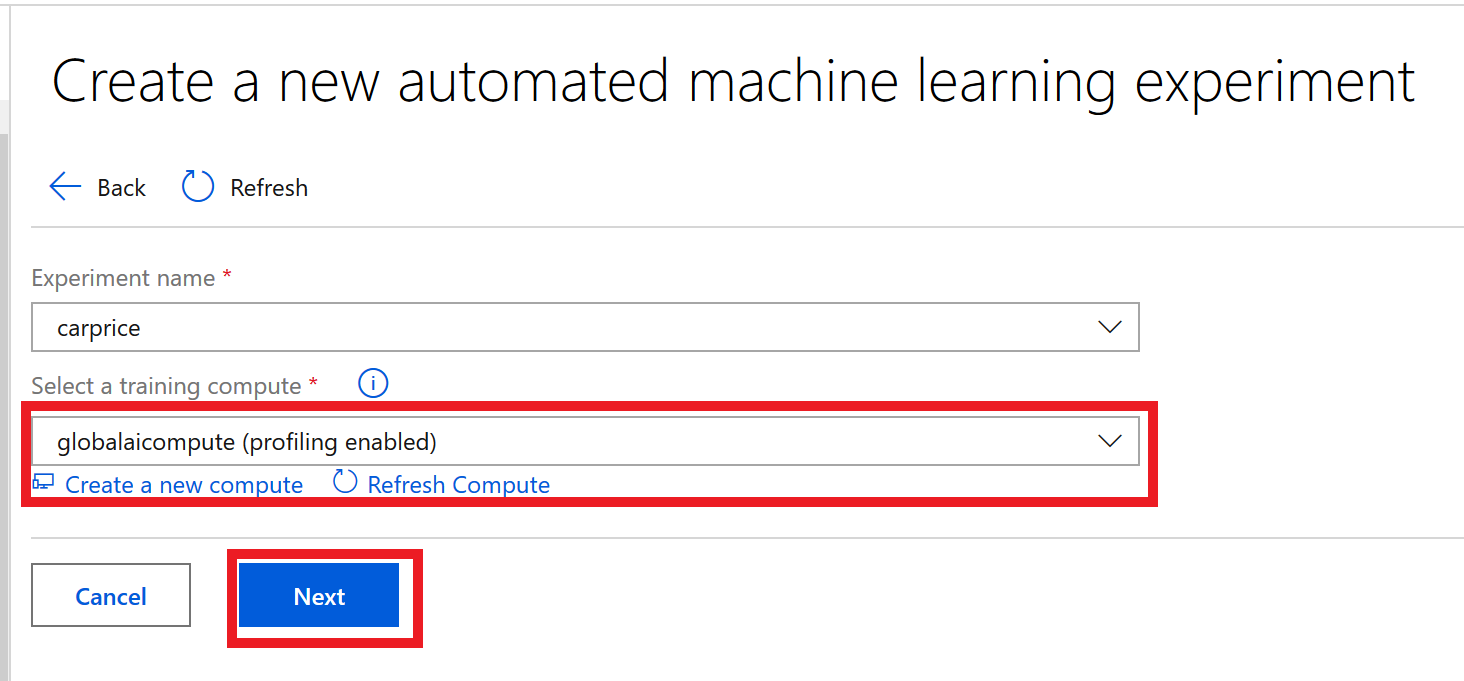 Create a new automated machine learning experiment
Back Refresh
Experiment name *
carprice
Select a training compute * i
globalaicompute (profiling enabled)
Create a new compute Refresh Compute
Cancel Next